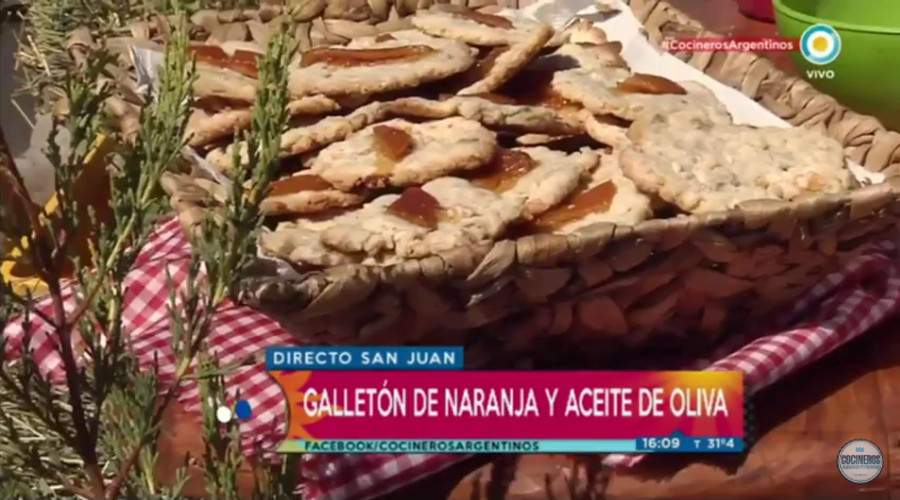 #CocinerosArgentinos
VIVO
DIRECTO SAN JUAN
GALLETÓN DE NARANJA Y ACEITE DE OLIVA
FACEBOOK/COCINEROSARGENTINOS
16:09 T 31°4
COCINEROS